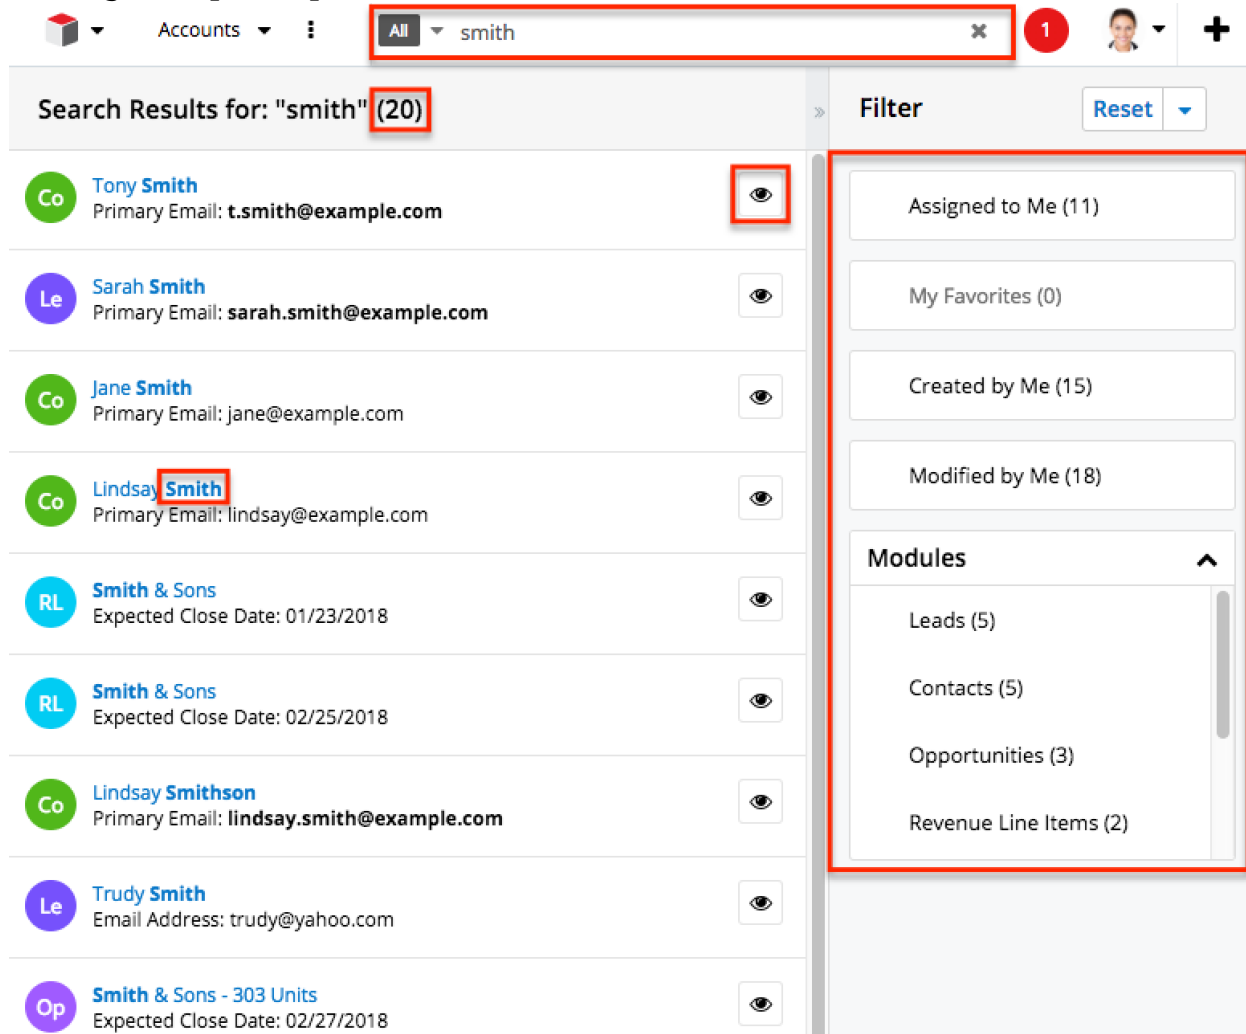 Accounts
All
smith
1
Search Results for: "smith" (20)
Filter
Reset
Co
Tony Smith
Primary Email: t.smith@example.com
Le
Sarah Smith
Primary Email: sarah.smith@example.com
Co
Jane Smith
Primary Email: jane@example.com
Co
Lindsay Smith
Primary Email: lindsay@example.com
RL
Smith & Sons
Expected Close Date: 01/23/2018
RL
Smith & Sons
Expected Close Date: 02/25/2018
Co
Lindsay Smithson
Primary Email: lindsay.smith@example.com
Le
Trudy Smith
Email Address: trudy@yahoo.com
Op
Smith & Sons - 303 Units
Expected Close Date: 02/27/2018
Assigned to Me (11)
My Favorites (0)
Created by Me (15)
Modified by Me (18)
Modules
Leads (5)
Contacts (5)
Opportunities (3)
Revenue Line Items (2)